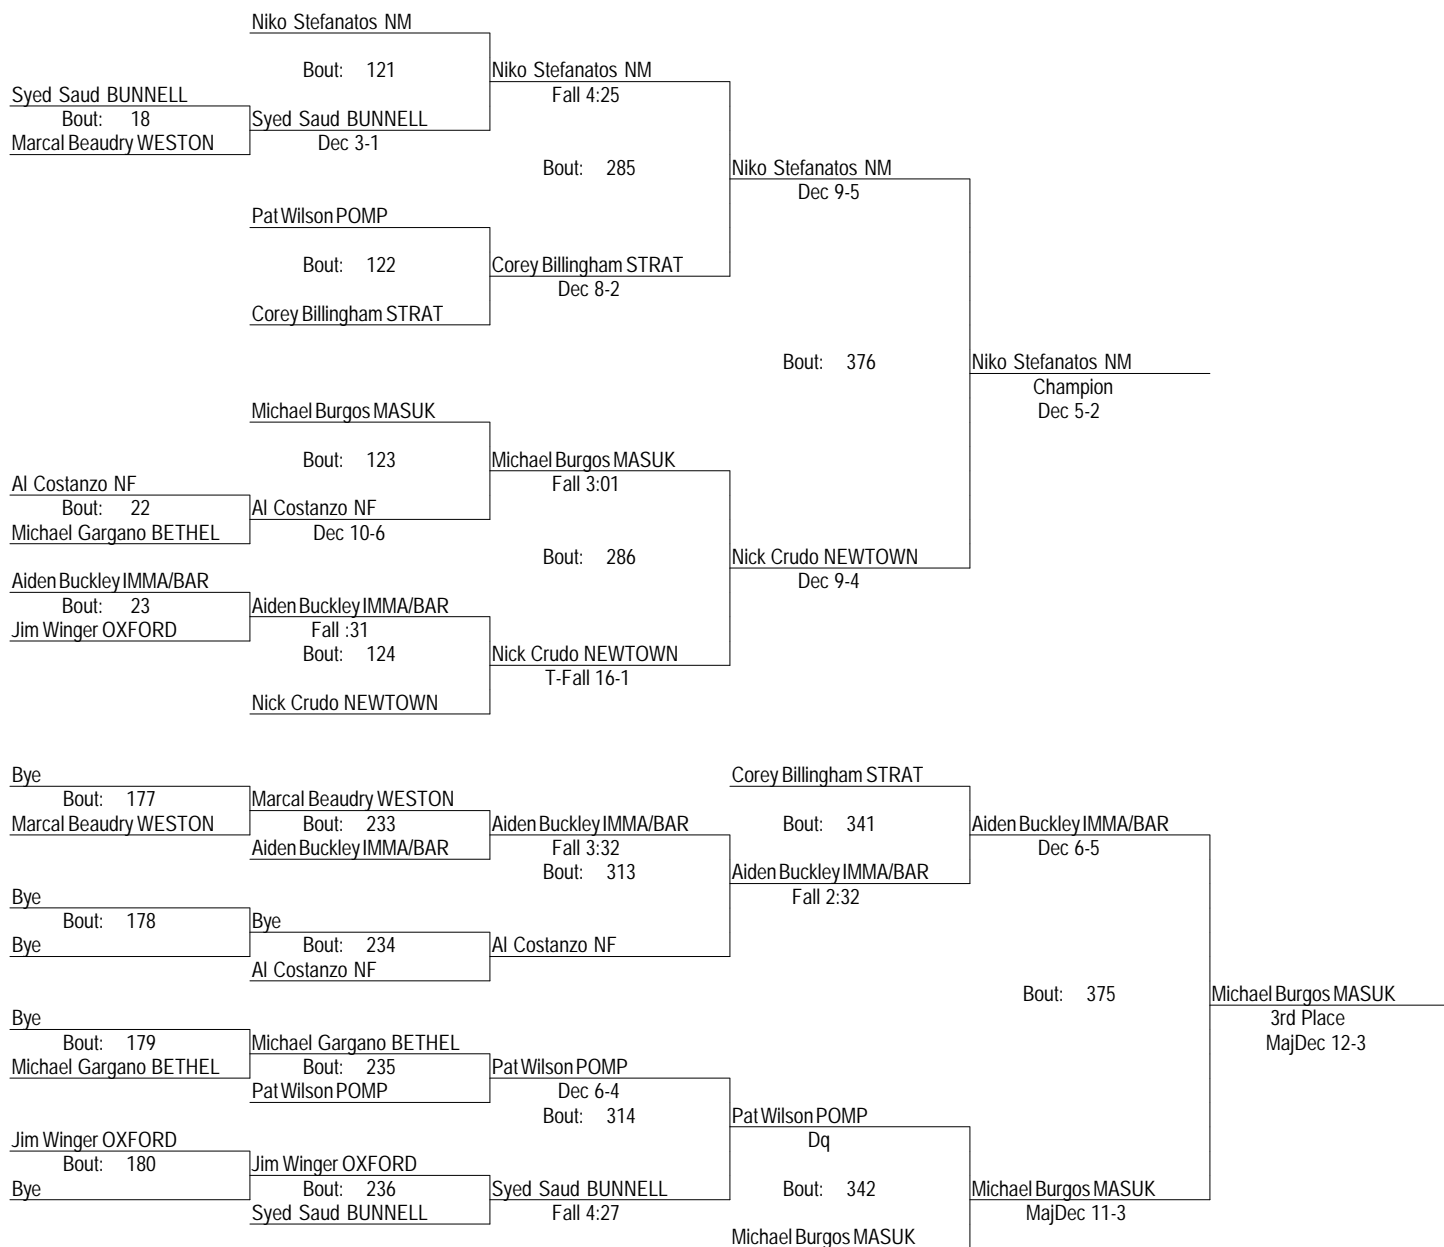 Niko Stefanatos NM
Bout: 121
Niko Stefanatos NM
Syed Saud BUNNELL
Fall 4:25
Bout: 18
Syed Saud BUNNELL
Marcal Beaudry WESTON
Dec 3-1
Bout: 285
Niko Stefanatos NM
Dec 9-5
Pat Wilson POMP
Bout: 122
Corey Billingham STRAT
Dec 8-2
Corey Billingham STRAT
Bout: 376
Niko Stefanatos NM
Champion
Dec 5-2
Michael Burgos MASUK
Bout: 123
Michael Burgos MASUK
Al Costanzo NF
Fall 3:01
Bout: 22
Al Costanzo NF
Michael Gargano BETHEL
Dec 10-6
Bout: 286
Nick Crudo NEWTOWN
Dec 9-4
Aiden Buckley IMMA/BAR
Bout: 23
Aiden Buckley IMMA/BAR
Jim Winger OXFORD
Fall :31
Bout: 124
Nick Crudo NEWTOWN
T-Fall 16-1
Nick Crudo NEWTOWN
Bye
Corey Billingham STRAT
Bout: 177
Marcal Beaudry WESTON
Marcal Beaudry WESTON
Bout: 233
Aiden Buckley IMMA/BAR
Bout: 341
Aiden Buckley IMMA/BAR
Aiden Buckley IMMA/BAR
Fall 3:32
Dec 6-5
Bout: 313
Aiden Buckley IMMA/BAR
Fall 2:32
Bye
Bout: 178
Bye
Bye
Bout: 234
Al Costanzo NF
Al Costanzo NF
Bout: 375
Michael Burgos MASUK
3rd Place
MajDec 12-3
Bye
Bout: 179
Michael Gargano BETHEL
Michael Gargano BETHEL
Bout: 235
Pat Wilson POMP
Pat Wilson POMP
Dec 6-4
Bout: 314
Pat Wilson POMP
Dq
Jim Winger OXFORD
Bout: 180
Jim Winger OXFORD
Bye
Bout: 236
Syed Saud BUNNELL
Bout: 342
Michael Burgos MASUK
Syed Saud BUNNELL
Fall 4:27
MajDec 11-3
Michael Burgos MASUK